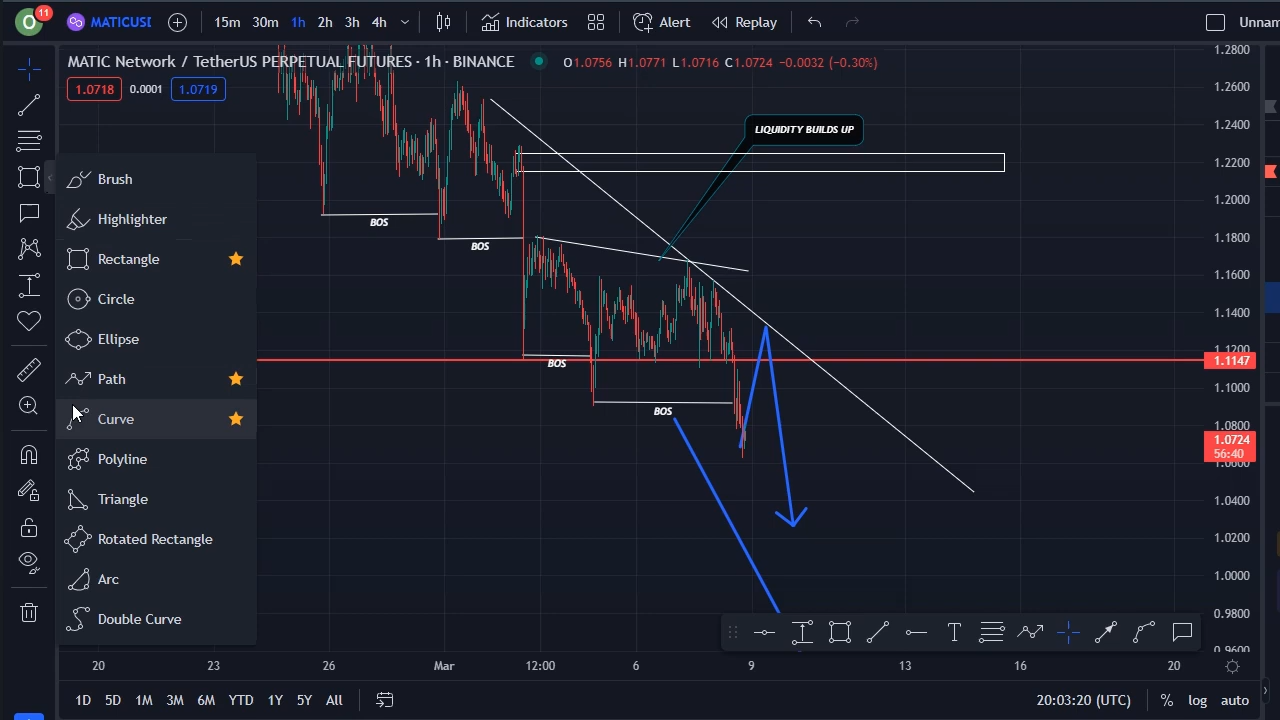 O 11 MATICUSI 15m 30m 1h 2h 3h 4h Indicators Alert Replay Unnam
MATIC Network / TetherUS PERPETUAL FUTURES · 1h · BINANCE O1.0756 H1.0771 L1.0716 C1.0724 −0.0032 (−0.30%)
1.0718 0.0001 1.0719
LIQUIDITY BUILDS UP
BOS
BOS
BOS
BOS
Brush
Highlighter
Rectangle
Circle
Ellipse
Path
Curve
Polyline
Triangle
Rotated Rectangle
Arc
Double Curve
1.2800
1.2600
1.2400
1.2200
1.2000
1.1800
1.1600
1.1400
1.1200
1.1147
1.1000
1.0800
1.0724
56:40
1.0600
1.0400
1.0200
1.0000
0.9800
0.9600
20 23 26 Mar 12:00 6 9 13 16 20
1D 5D 1M 3M 6M YTD 1Y 5Y All 20:03:20 (UTC) % log auto